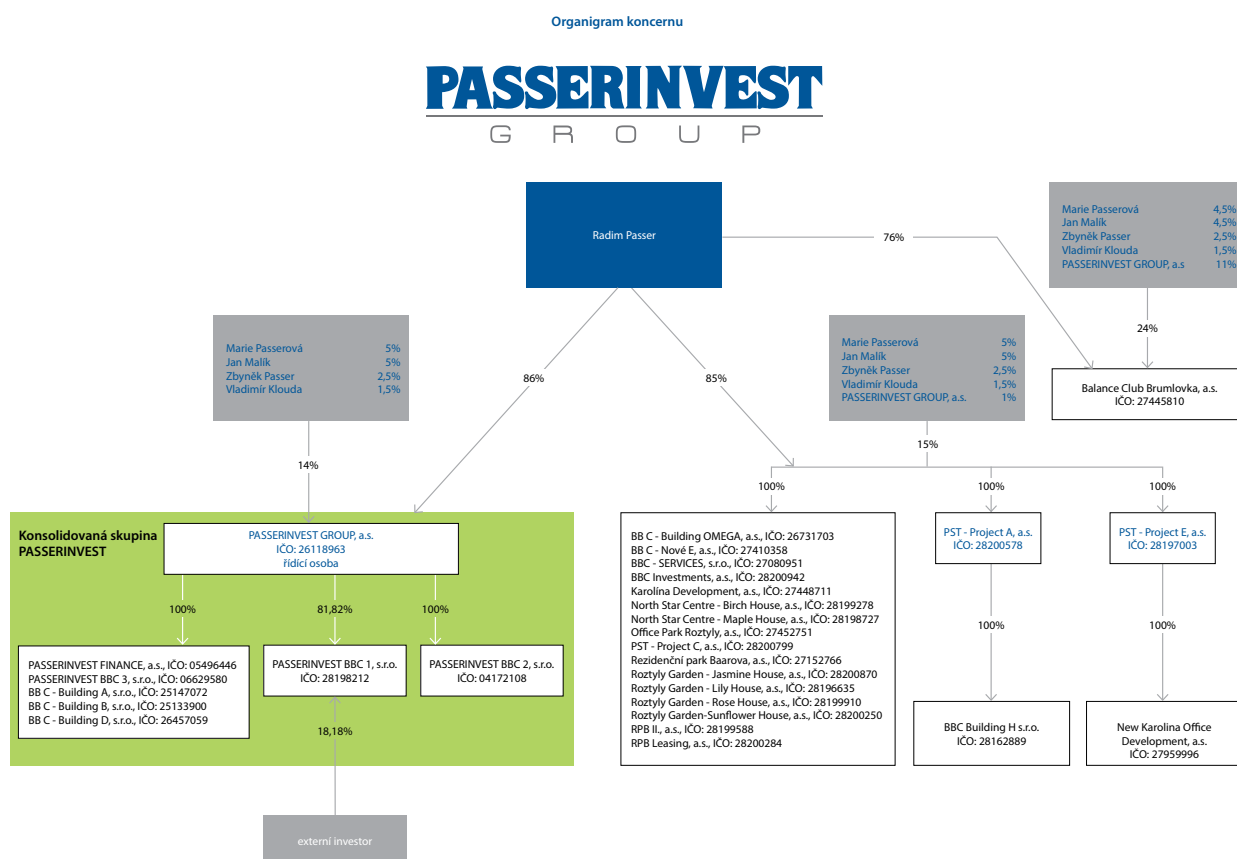 Organigram koncernu
PASSERINVEST
GROUP
Radim Passer
76%
Marie Passerová 4,5%
Jan Malík 4,5%
Zbyněk Passer 2,5%
Vladimír Klouda 1,5%
PASSERINVEST GROUP, a.s 11%
24%
Balance Club Brumlovka, a.s.
IČO: 27445810
Marie Passerová 5%
Jan Malík 5%
Zbyněk Passer 2,5%
Vladimír Klouda 1,5%
14%
86%
85%
Marie Passerová 5%
Jan Malík 5%
Zbyněk Passer 2,5%
Vladimír Klouda 1,5%
PASSERINVEST GROUP, a.s. 1%
15%
100%
100%
100%
Konsolidovaná skupina
PASSERINVEST
PASSERINVEST GROUP, a.s.
IČO: 26118963
řídící osoba
100%
81,82%
100%
PASSERINVEST FINANCE, a.s., IČO: 05496446
PASSERINVEST BBC 3, s.r.o., IČO: 06629580
BB C - Building A, s.r.o., IČO: 25147072
BB C - Building B, s.r.o., IČO: 25133900
BB C - Building D, s.r.o., IČO: 26457059
PASSERINVEST BBC 1, s.r.o.
IČO: 28198212
PASSERINVEST BBC 2, s.r.o.
IČO: 04172108
18,18%
externí investor
BB C - Building OMEGA, a.s., IČO: 26731703
BB C - Nové E, a.s., IČO: 27410358
BBC - SERVICES, s.r.o., IČO: 27080951
BBC Investments, a.s., IČO: 28200942
Karolína Development, a.s., IČO: 27448711
North Star Centre - Birch House, a.s., IČO: 28199278
North Star Centre - Maple House, a.s., IČO: 28198727
Office Park Roztyly, a.s., IČO: 27452751
PST - Project C, a.s., IČO: 28200799
Rezidenční park Baarova, a.s., IČO: 27152766
Roztyly Garden - Jasmine House, a.s., IČO: 28200870
Roztyly Garden - Lily House, a.s., IČO: 28196635
Roztyly Garden - Rose House, a.s., IČO: 28199910
Roztyly Garden-Sunflower House, a.s., IČO: 28200250
RPB II., a.s., IČO: 28199588
RPB Leasing, a.s., IČO: 28200284
PST - Project A, a.s.
IČO: 28200578
100%
BBC Building H s.r.o.
IČO: 28162889
PST - Project E, a.s.
IČO: 28197003
100%
New Karolina Office
Development, a.s.
IČO: 27959996